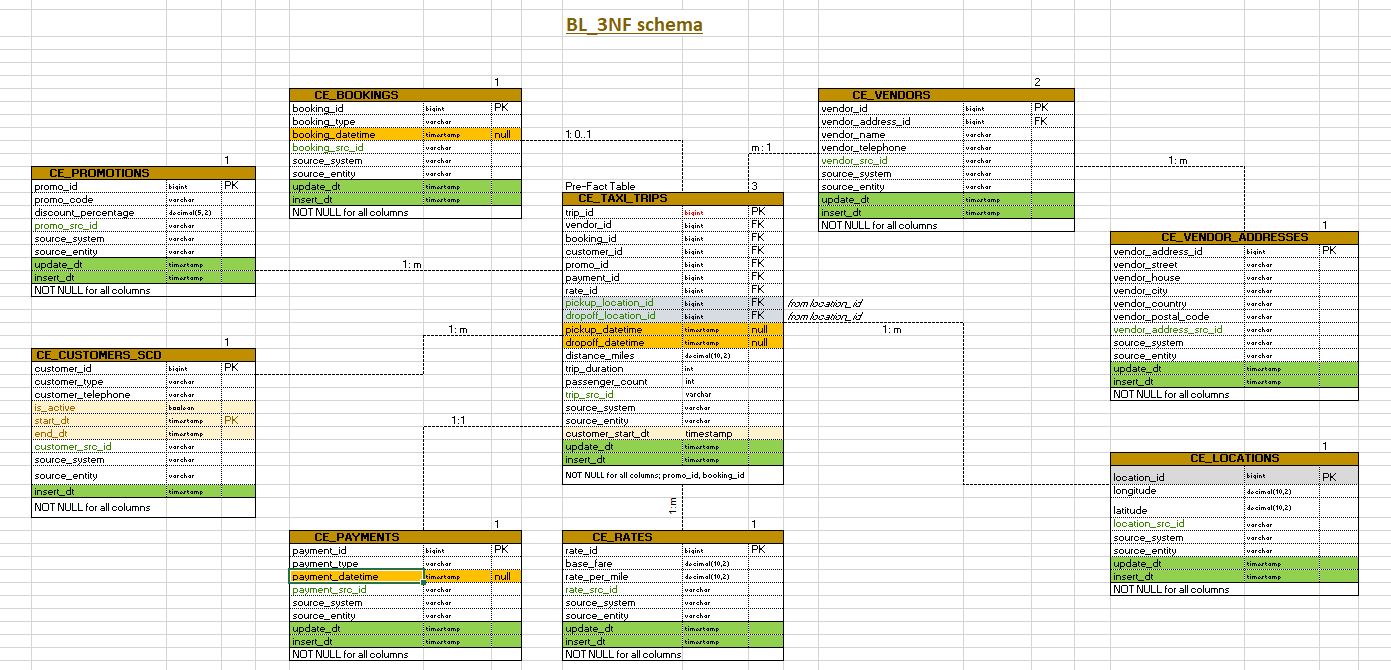 BL_3NF schema
1
CE_BOOKINGS
booking_id bigint PK
booking_type varchar
booking_datetime timestamp null
booking_src_id varchar
source_system varchar
source_entity varchar
update_dt timestamp
insert_dt timestamp
NOT NULL for all columns
2
CE_VENDORS
vendor_id bigint PK
vendor_address_id bigint FK
vendor_name varchar
vendor_telephone varchar
vendor_src_id varchar
source_system varchar
source_entity varchar
update_dt timestamp
insert_dt timestamp
NOT NULL for all columns
1: 0..1
m : 1
1: m
1
CE_PROMOTIONS
promo_id bigint PK
promo_code varchar
discount_percentage decimal(5,2)
promo_src_id varchar
source_system varchar
source_entity varchar
update_dt timestamp
insert_dt timestamp
NOT NULL for all columns
1: m
Pre-Fact Table 3
CE_TAXI_TRIPS
trip_id bigint PK
vendor_id bigint FK
booking_id bigint FK
customer_id bigint FK
promo_id bigint FK
payment_id bigint FK
rate_id bigint FK
pickup_location_id bigint FK from location_id
dropoff_location_id bigint FK from location_id
pickup_datetime timestamp null
dropoff_datetime timestamp null
distance_miles decimal(10,2)
trip_duration int
passenger_count int
trip_src_id varchar
source_system varchar
source_entity varchar
customer_start_dt timestamp
update_dt timestamp
insert_dt timestamp
NOT NULL for all columns; promo_id, booking_id
1
CE_VENDOR_ADDRESSES
vendor_address_id bigint PK
vendor_street varchar
vendor_house varchar
vendor_city varchar
vendor_country varchar
vendor_postal_code varchar
vendor_address_src_id varchar
source_system varchar
source_entity varchar
update_dt timestamp
insert_dt timestamp
NOT NULL for all columns
1: m
1: m
1
CE_CUSTOMERS_SCD
customer_id bigint PK
customer_type varchar
customer_telephone varchar
is_active boolean
start_dt timestamp PK
end_dt timestamp
customer_src_id varchar
source_system varchar
source_entity varchar
insert_dt timestamp
NOT NULL for all columns
1:1
1
CE_LOCATIONS
location_id bigint PK
longitude decimal(10,2)
latitude decimal(10,2)
location_src_id varchar
source_system varchar
source_entity varchar
update_dt timestamp
insert_dt timestamp
NOT NULL for all columns
1:m
1
CE_PAYMENTS
payment_id bigint PK
payment_type varchar
payment_datetime timestamp null
payment_src_id varchar
source_system varchar
source_entity varchar
update_dt timestamp
insert_dt timestamp
NOT NULL for all columns
1
CE_RATES
rate_id bigint PK
base_fare decimal(10,2)
rate_per_mile decimal(10,2)
rate_src_id varchar
source_system varchar
source_entity varchar
update_dt timestamp
insert_dt timestamp
NOT NULL for all columns